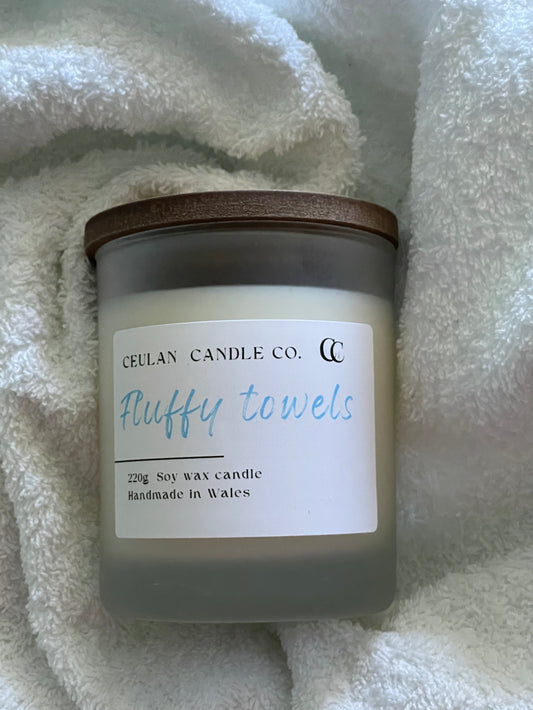 CEULAN CANDLE CO. CC
Fluffy towels
220g Soy wax candle
Handmade in Wales